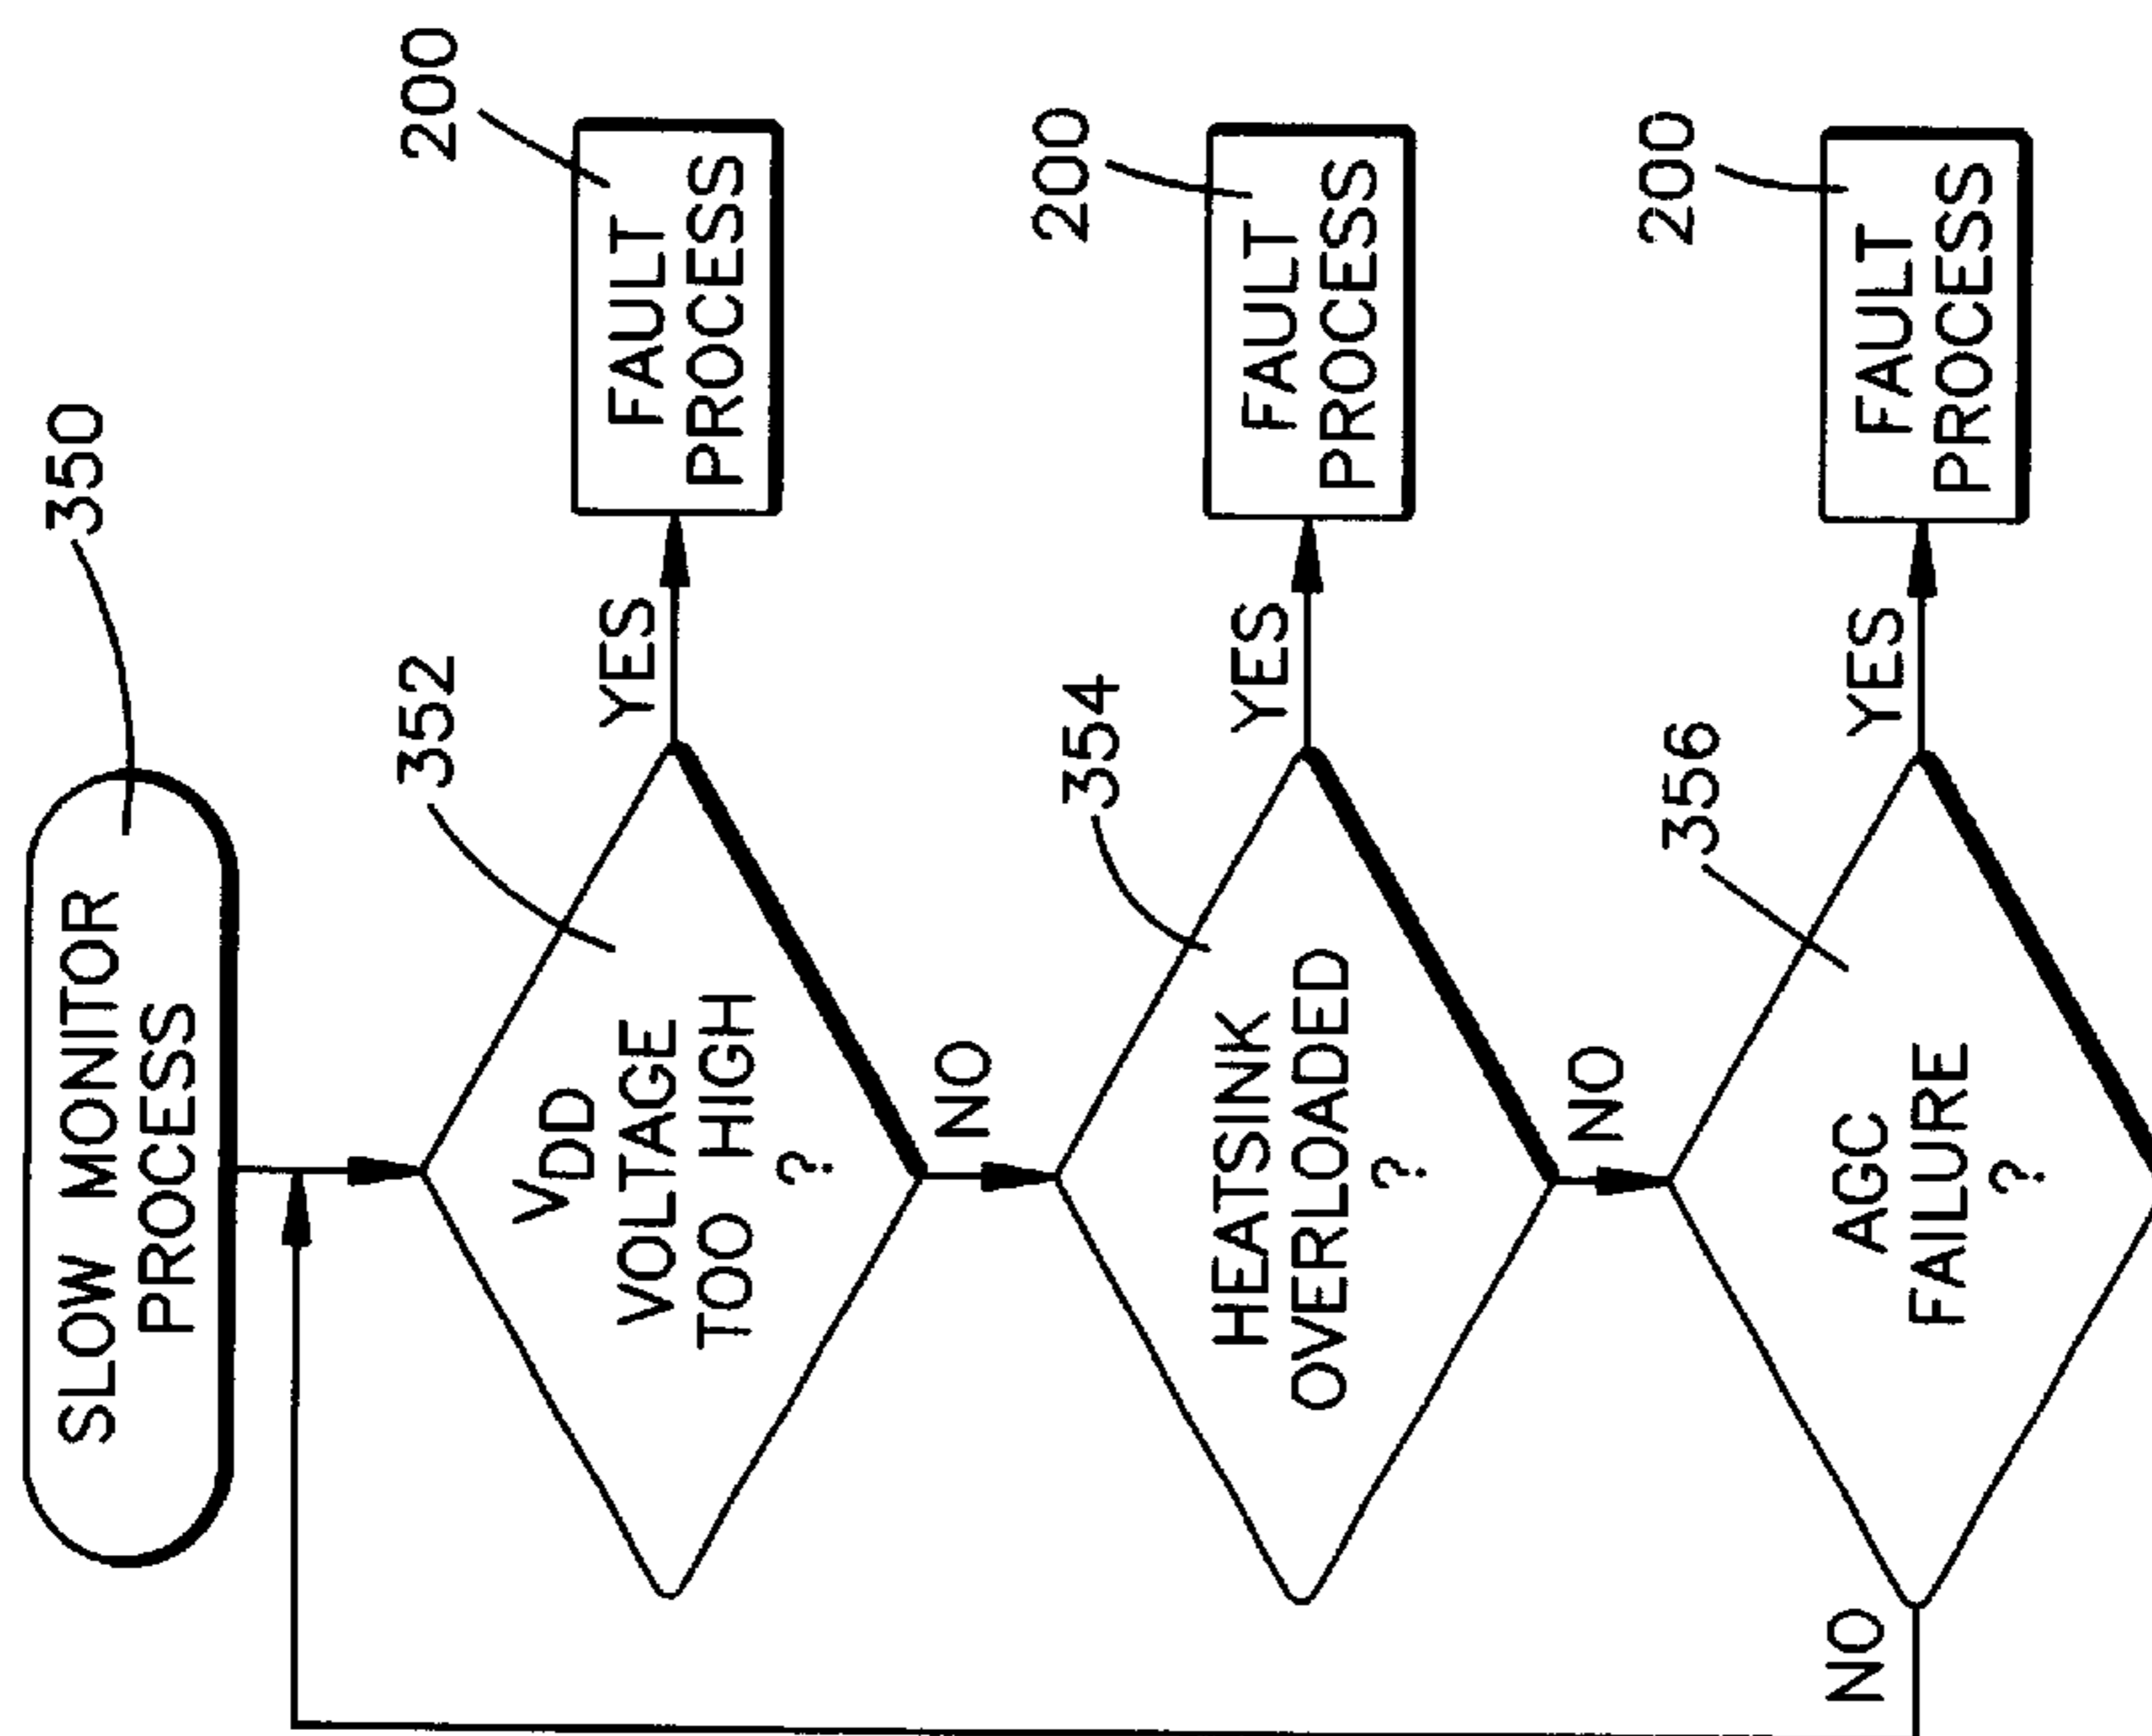 350
SLOW MONITOR
PROCESS
352
VDD
VOLTAGE
TOO HIGH
?
YES
200
FAULT
PROCESS
NO
354
HEATSINK
OVERLOADED
?
YES
200
FAULT
PROCESS
NO
356
AGC
FAILURE
?
YES
200
FAULT
PROCESS
NO